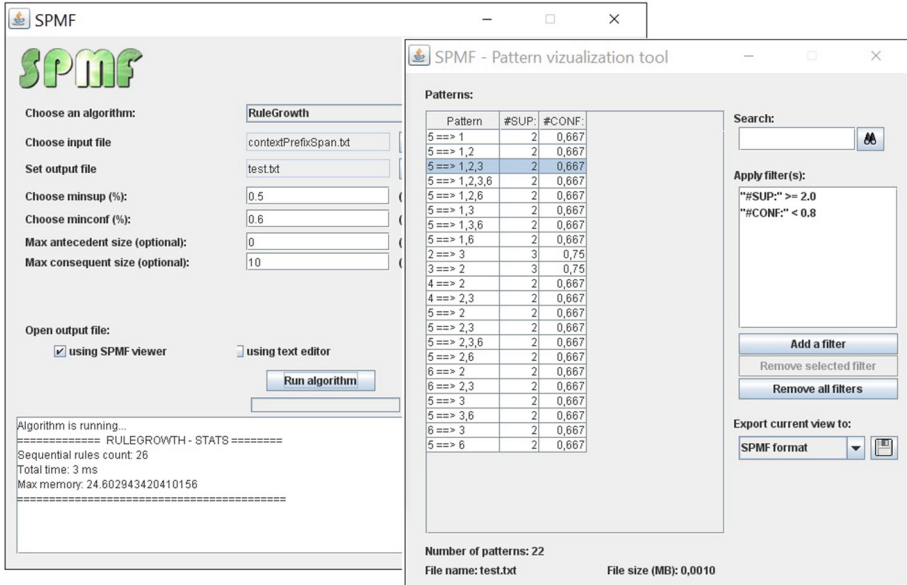 SPMF
SPMF
Choose an algorithm:
RuleGrowth
Choose input file
contextPrefixSpan.txt
Set output file
test.txt
Choose minsup (%):
0.5
(
Choose minconf (%):
0.6
(
Max antecedent size (optional):
0
(
Max consequent size (optional):
10
(
Open output file:
using SPMF viewer
using text editor
Run algorithm
Algorithm is running...
============= RULEGROWTH - STATS ========
Sequential rules count: 26
Total time: 3 ms
Max memory: 24.602943420410156
==========================================
SPMF - Pattern vizualization tool
Patterns:
Pattern #SUP: #CONF:
5 ==> 1 2 0,667
5 ==> 1,2 2 0,667
5 ==> 1,2,3 2 0,667
5 ==> 1,2,3,6 2 0,667
5 ==> 1,2,6 2 0,667
5 ==> 1,3 2 0,667
5 ==> 1,3,6 2 0,667
5 ==> 1,6 2 0,667
2 ==> 3 3 0,75
3 ==> 2 3 0,75
4 ==> 2 2 0,667
4 ==> 2,3 2 0,667
5 ==> 2 2 0,667
5 ==> 2,3 2 0,667
5 ==> 2,3,6 2 0,667
5 ==> 2,6 2 0,667
6 ==> 2 2 0,667
6 ==> 2,3 2 0,667
5 ==> 3 2 0,667
5 ==> 3,6 2 0,667
6 ==> 3 2 0,667
5 ==> 6 2 0,667
Search:
Apply filter(s):
"#SUP:" >= 2.0
"#CONF:" < 0.8
Add a filter
Remove selected filter
Remove all filters
Export current view to:
SPMF format
Number of patterns: 22
File name: test.txt
File size (MB): 0,0010